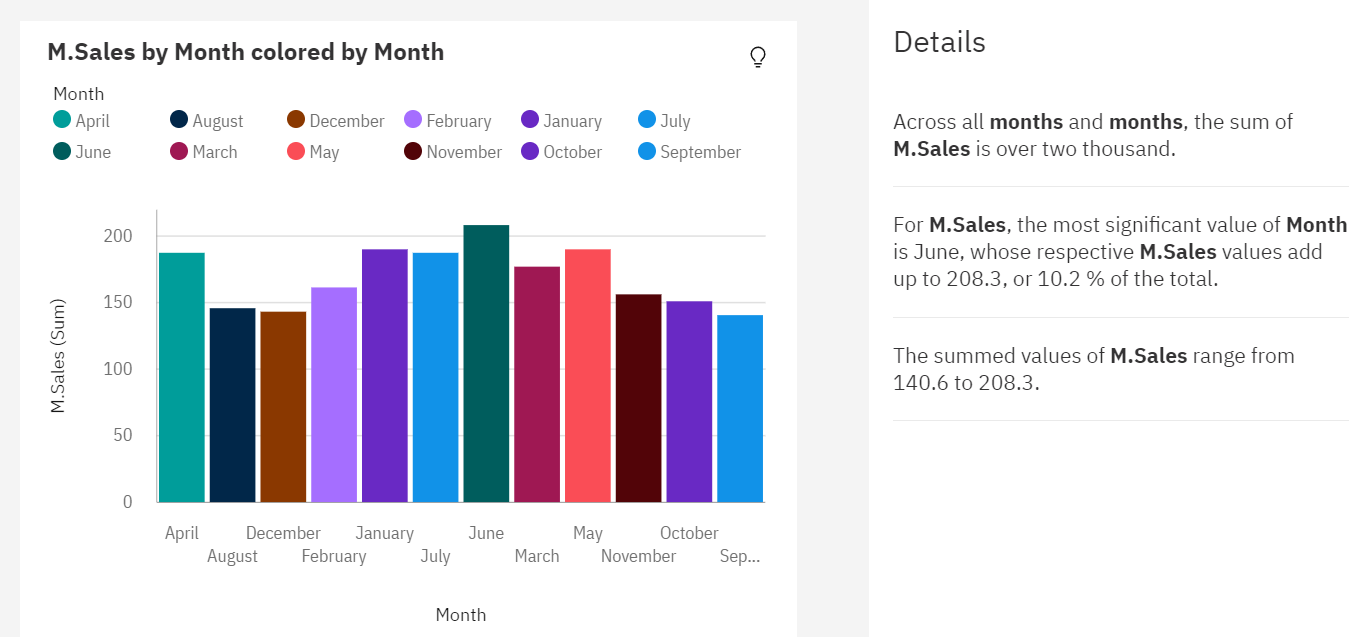 M.Sales by Month colored by Month
Month
April August December February January July
June March May November October September
M.Sales (Sum)
200
150
100
50
0
April December January June May October
August February July March November Sep...
Month
Details
Across all months and months, the sum of
M.Sales is over two thousand.
For M.Sales, the most significant value of Month
is June, whose respective M.Sales values add
up to 208.3, or 10.2 % of the total.
The summed values of M.Sales range from
140.6 to 208.3.